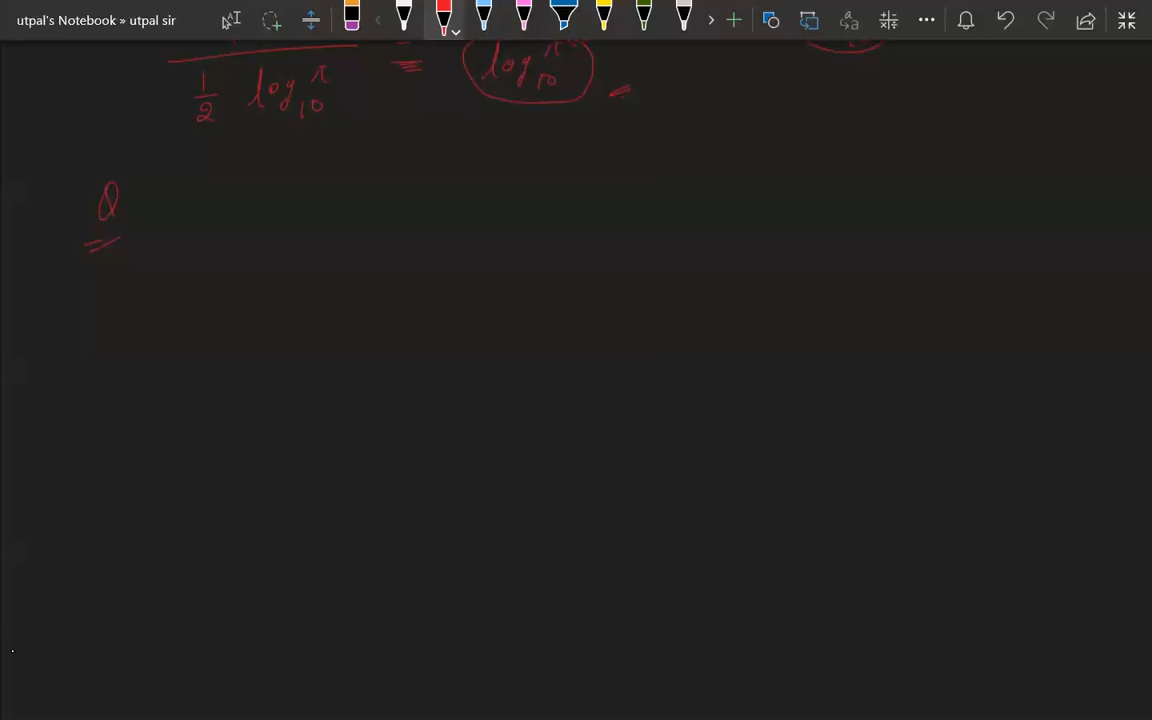 utpal's Notebook » utpal sir
1/2 log₁₀ π = log₁₀ π
Q